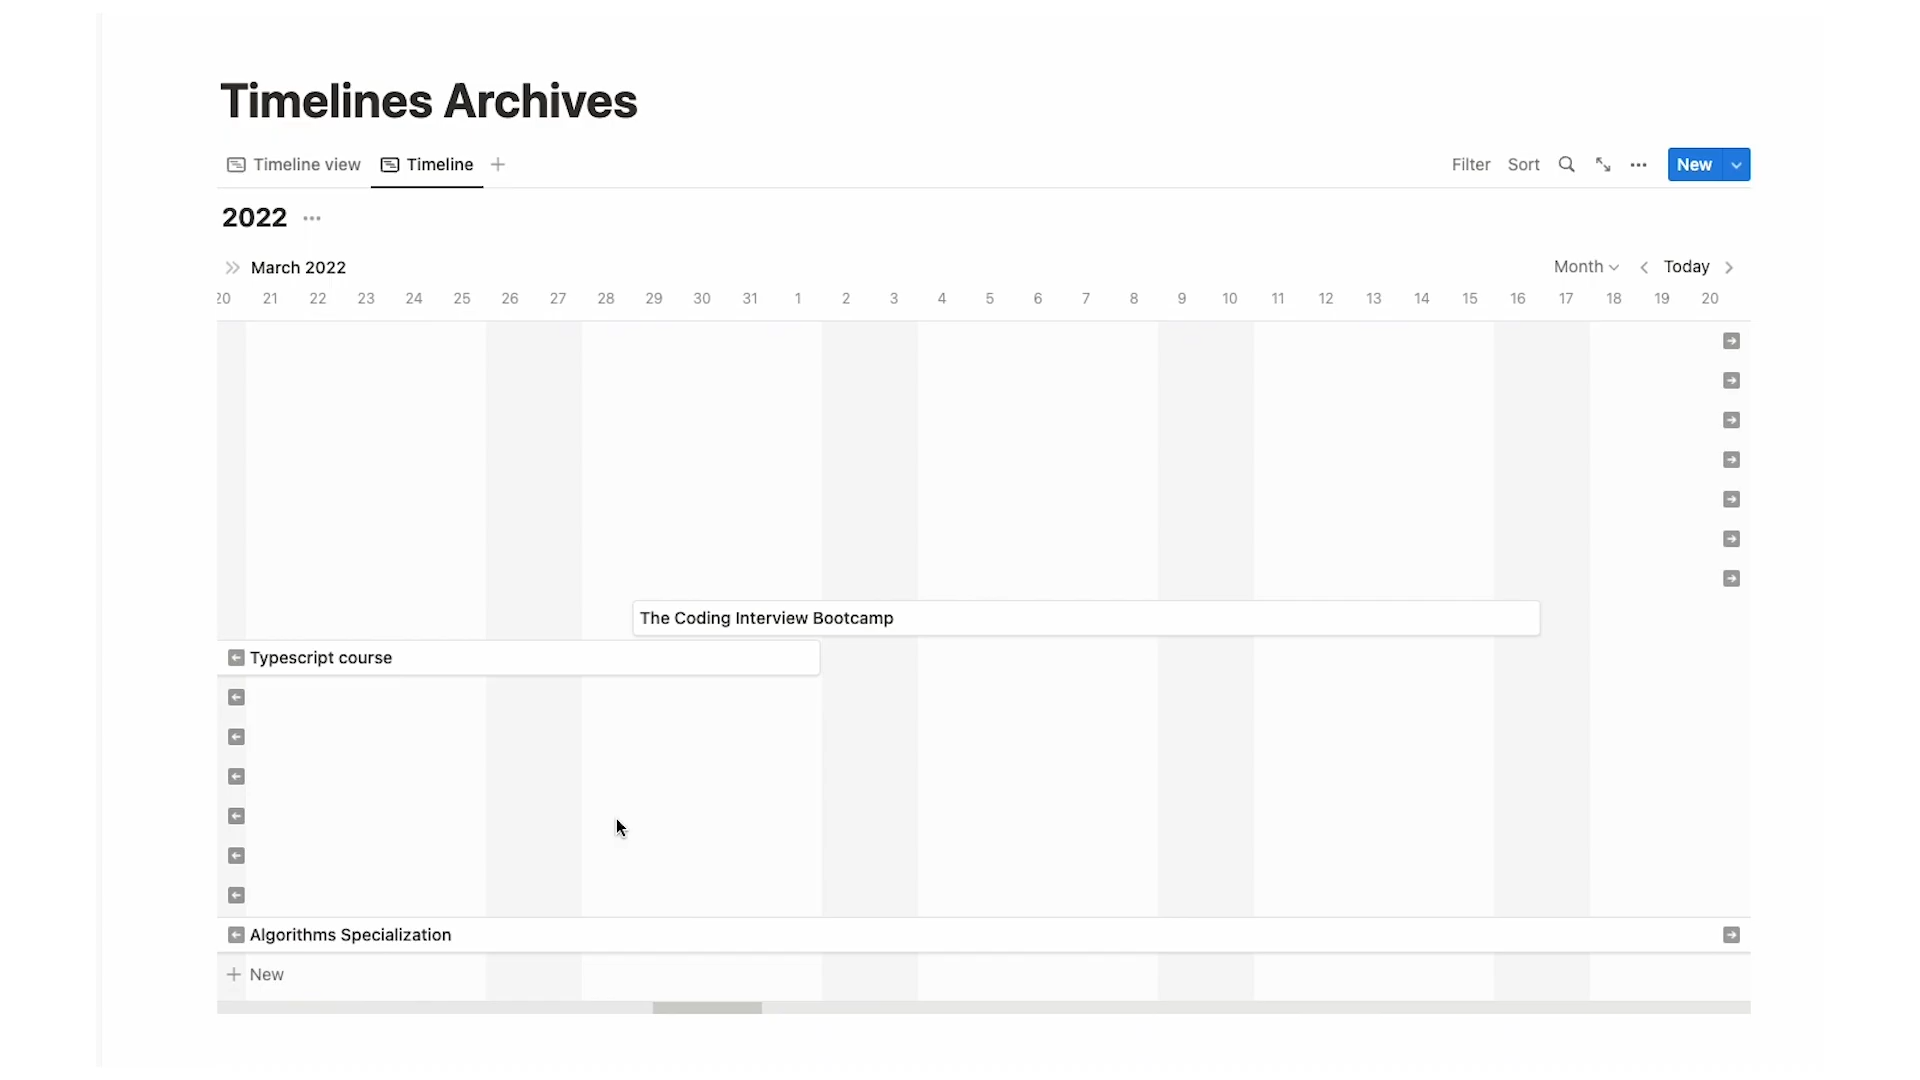 Timelines Archives
Timeline view Timeline
Filter Sort New
2022
March 2022
Month Today
20 21 22 23 24 25 26 27 28 29 30 31 1 2 3 4 5 6 7 8 9 10 11 12 13 14 15 16 17 18 19 20
The Coding Interview Bootcamp
Typescript course
Algorithms Specialization
New